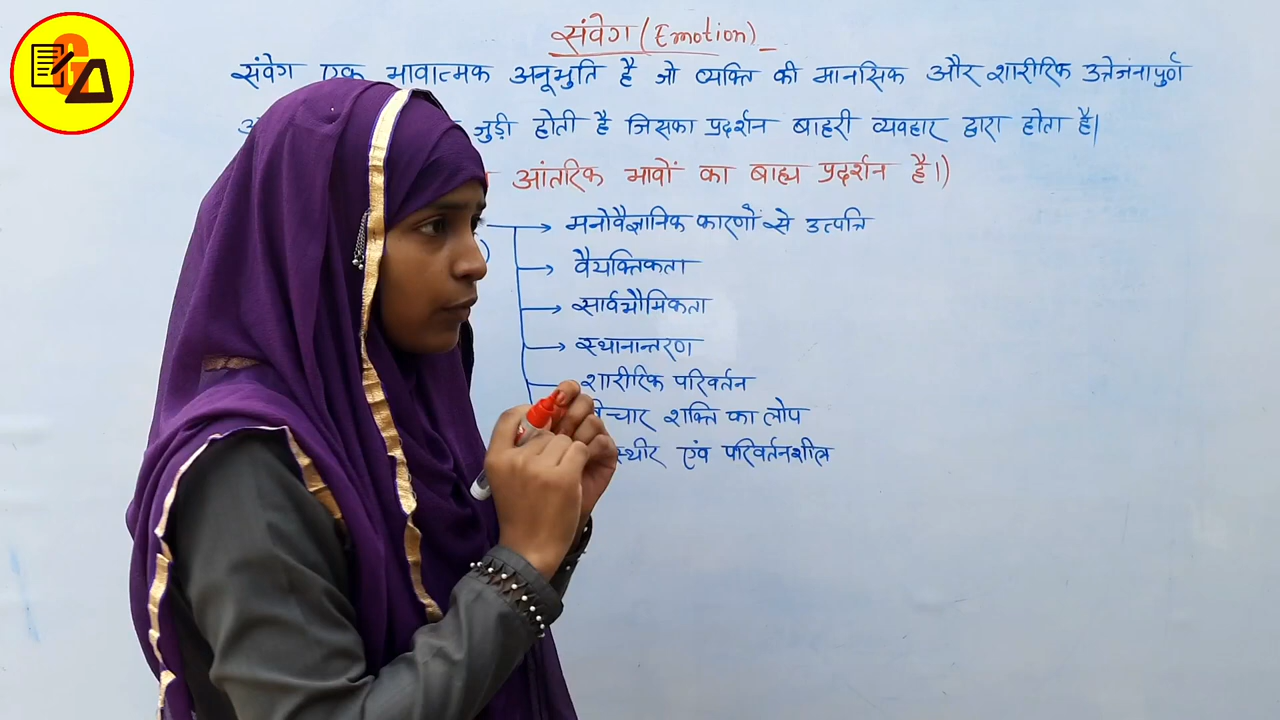 संवेग (Emotion)
संवेग एक भावात्मक अनुभुति है जो व्यक्ति की मानसिक और शारीरिक उत्तेजनापुर्ण
जुड़ी होती है जिसका प्रदर्शन बाहरी व्यवहार द्वारा होता है।
आंतरिक भावों का बाह्य प्रदर्शन है।)
मनोवैज्ञानिक कारणों से उत्पत्ति
वैयक्तिकता
सार्वभौमिकता
स्थानान्तरण
शारीरिक परिवर्तन
शक्ति का लोप
एंव परिवर्तनशील